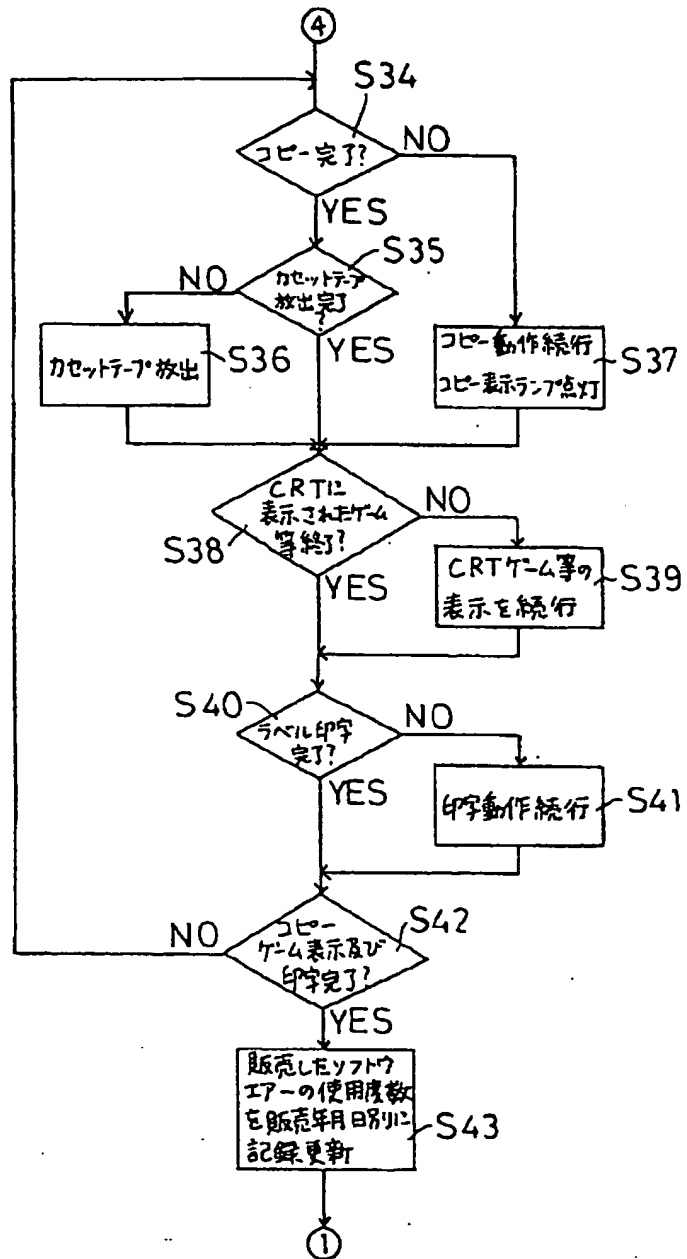 ④
S34
コピー完了?
NO
YES
S35
NO
カセットテープ
放出完了
?
YES
カセットテープ放出
S36
コピー動作続行
コピー表示ランプ点灯
S37
CRTに
表示されたゲーム
等終了?
NO
S38
YES
CRTゲーム等の
表示を続行
S39
S40
ラベル印字
完了?
NO
YES
印字動作続行
S41
コピー
ゲーム表示及び
印字完了?
S42
NO
YES
販売したソフトウ
エアーの使用度数
を販売年月日別に
記録更新
S43
①